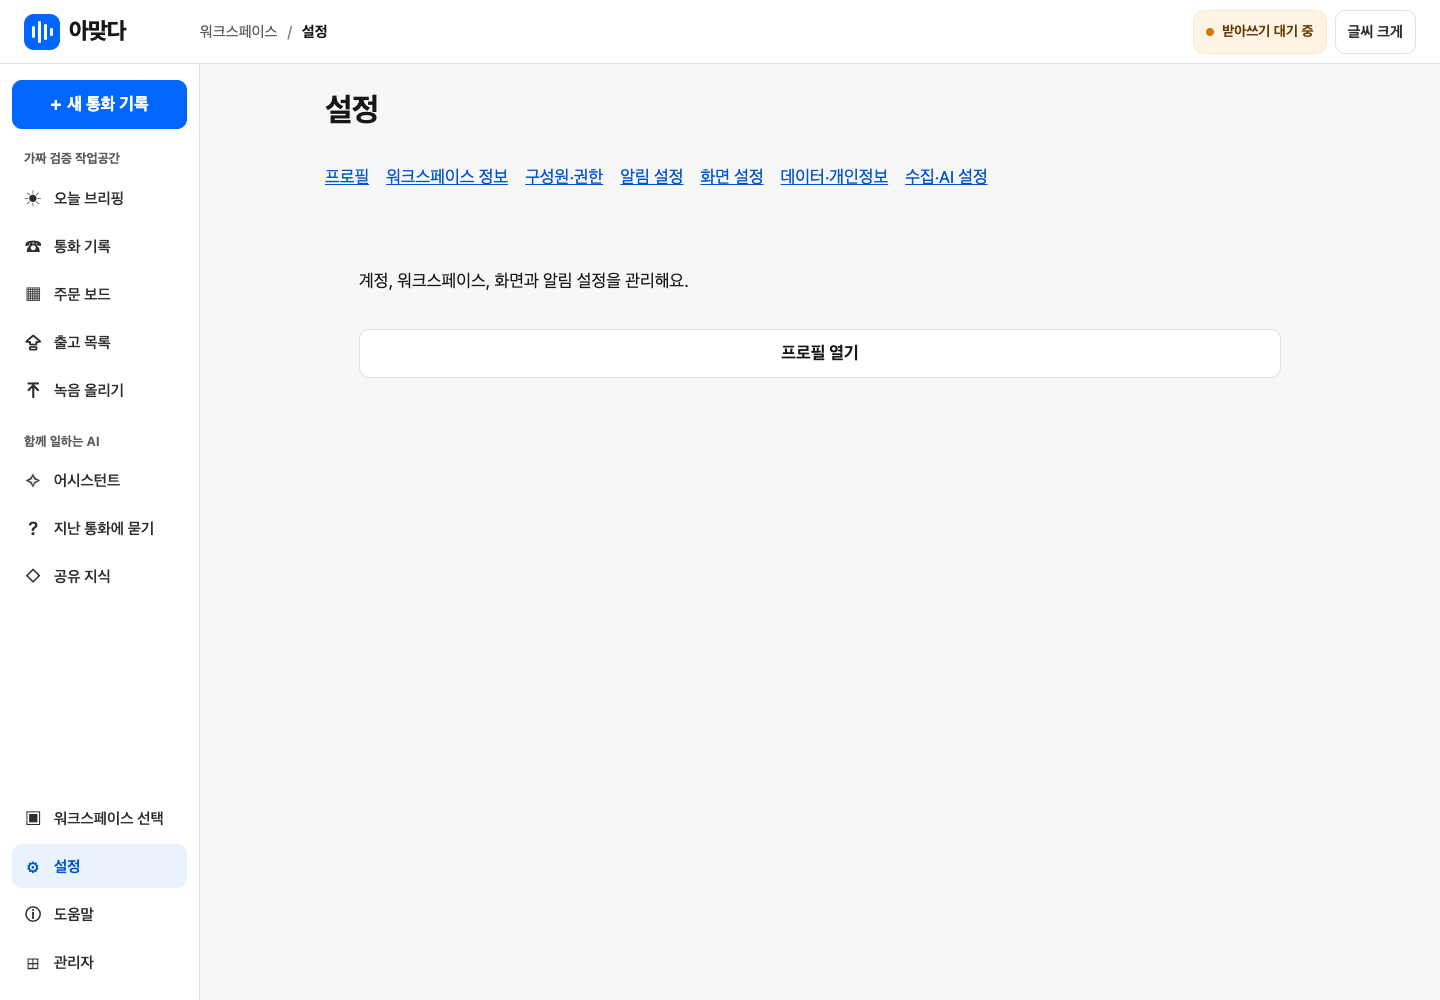 아맞다
워크스페이스 / 설정
받아쓰기 대기 중
글씨 크게
+ 새 통화 기록
가짜 검증 작업공간
오늘 브리핑
통화 기록
주문 보드
출고 목록
녹음 올리기
함께 일하는 AI
어시스턴트
? 지난 통화에 묻기
공유 지식
워크스페이스 선택
설정
도움말
관리자
설정
프로필 워크스페이스 정보 구성원·권한 알림 설정 화면 설정 데이터·개인정보 수집·AI 설정
계정, 워크스페이스, 화면과 알림 설정을 관리해요.
프로필 열기